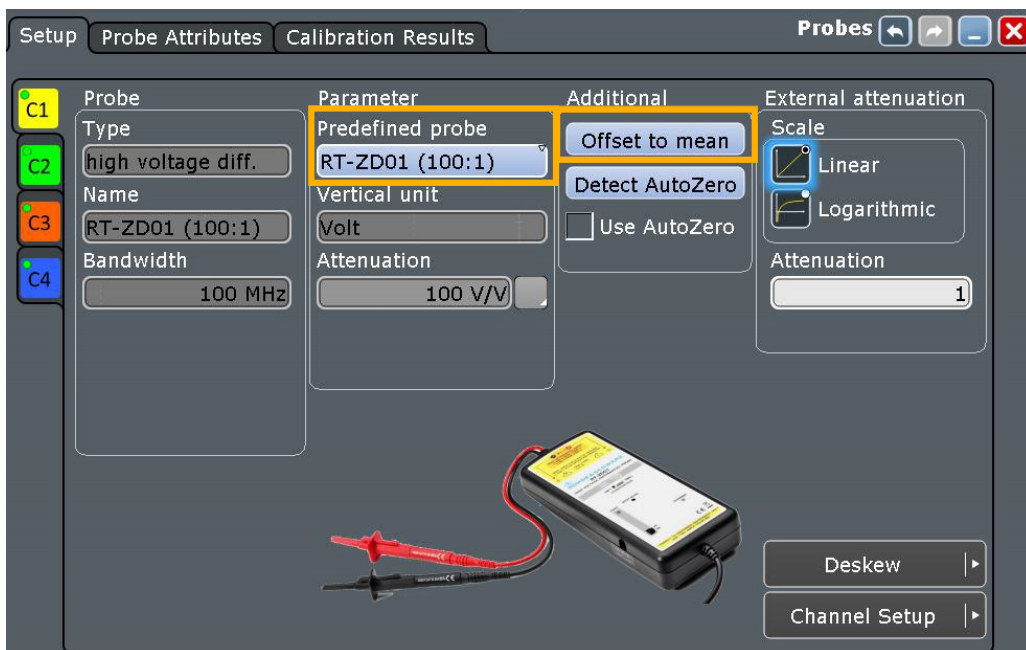 Setup
Probe Attributes
Calibration Results
Probes
C1
C2
C3
C4
Probe
Type
high voltage diff.
Name
RT-ZD01 (100:1)
Bandwidth
100 MHz
Parameter
Predefined probe
RT-ZD01 (100:1)
Vertical unit
Volt
Attenuation
100 V/V
Additional
Offset to mean
Detect AutoZero
Use AutoZero
External attenuation
Scale
Linear
Logarithmic
Attenuation
1
Deskew
Channel Setup